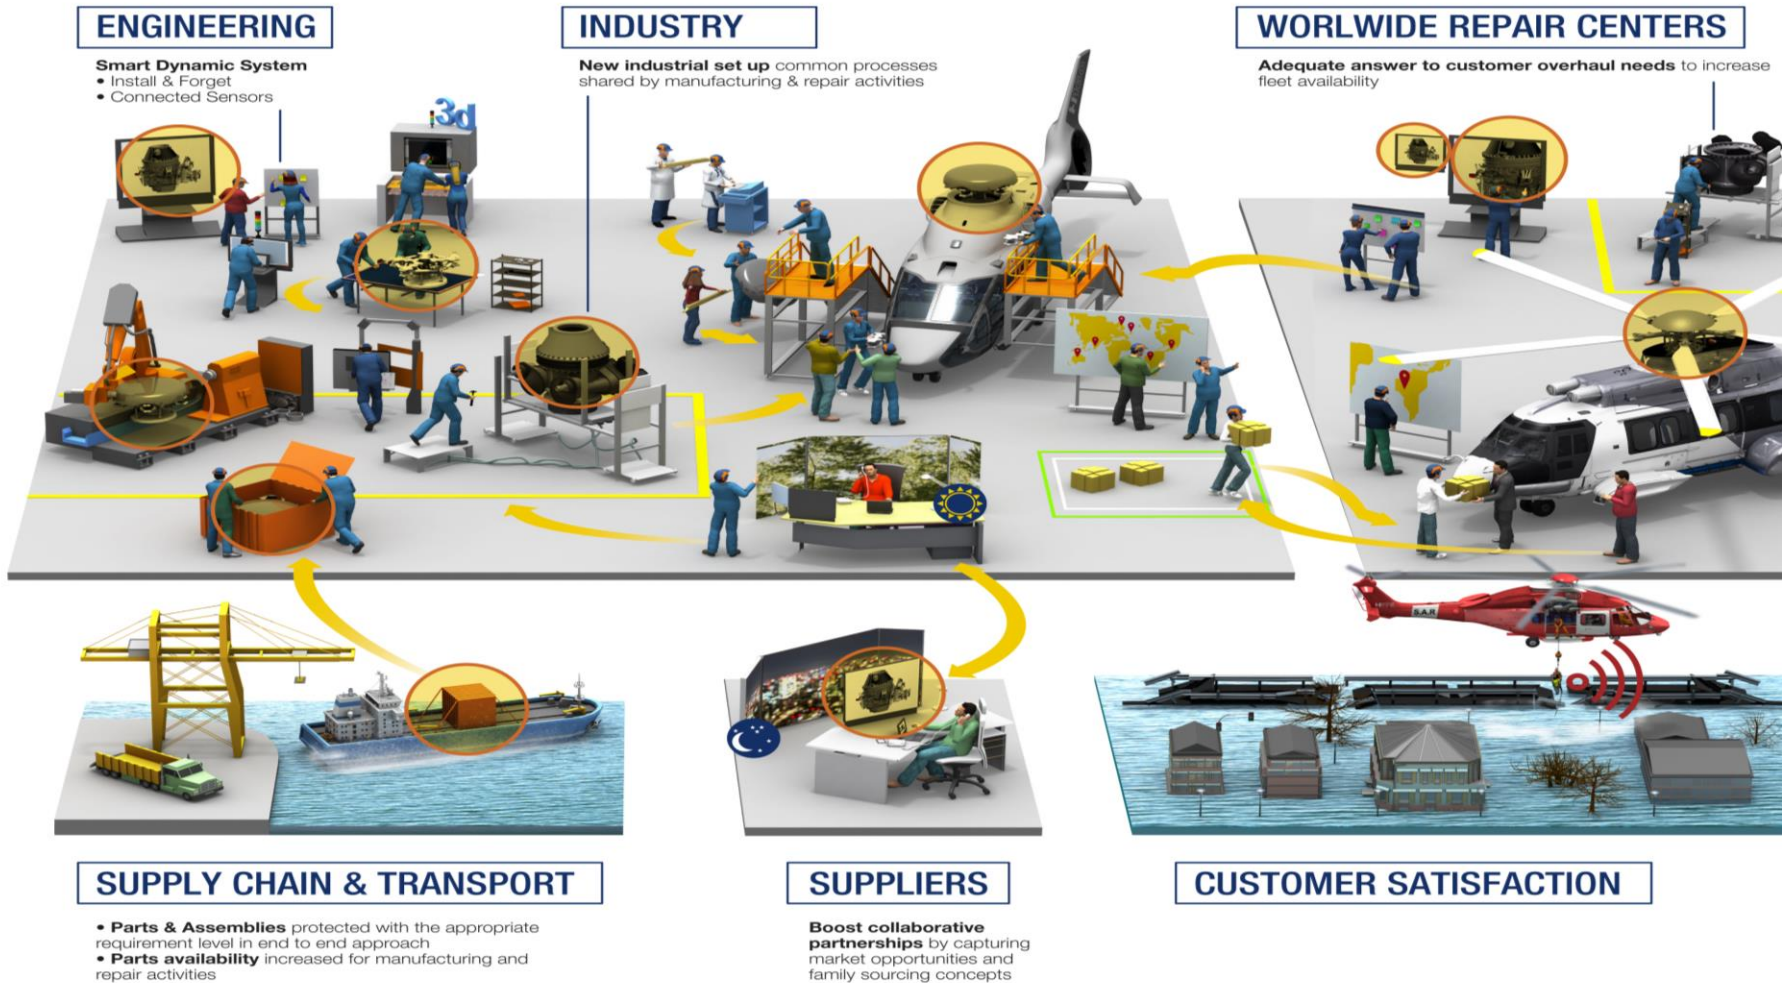 ENGINEERING
Smart Dynamic System
• Install & Forget
• Connected Sensors
INDUSTRY
New industrial set up common processes
shared by manufacturing & repair activities
WORLWIDE REPAIR CENTERS
Adequate answer to customer overhaul needs to increase
fleet availability
3d
S.A.R
SUPPLY CHAIN & TRANSPORT
• Parts & Assemblies protected with the appropriate
requirement level in end to end approach
• Parts availability increased for manufacturing and
repair activities
SUPPLIERS
Boost collaborative
partnerships by capturing
market opportunities and
family sourcing concepts
CUSTOMER SATISFACTION